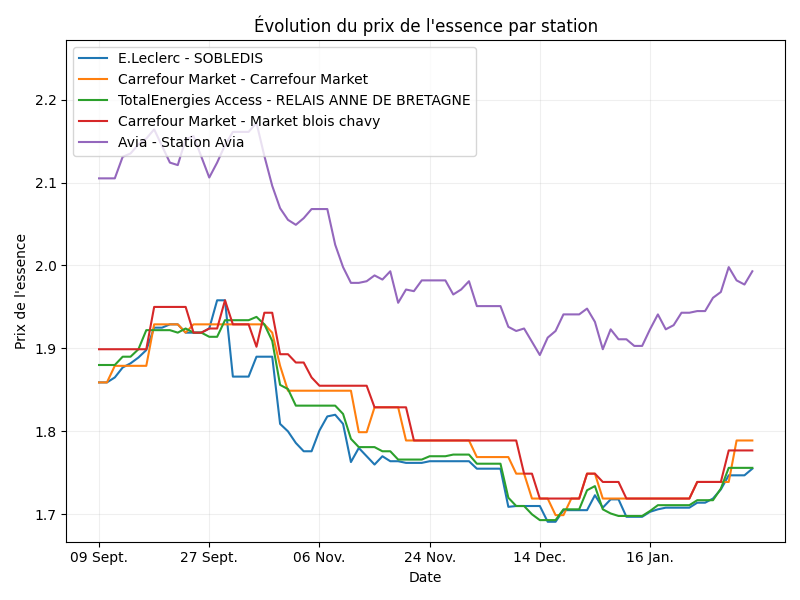 Évolution du prix de l'essence par station
E.Leclerc - SOBLEDIS
Carrefour Market - Carrefour Market
TotalEnergies Access - RELAIS ANNE DE BRETAGNE
Carrefour Market - Market blois chavy
Avia - Station Avia
Prix de l'essence
2.2
2.1
2.0
1.9
1.8
1.7
09 Sept. 27 Sept. 06 Nov. 24 Nov. 14 Dec. 16 Jan.
Date